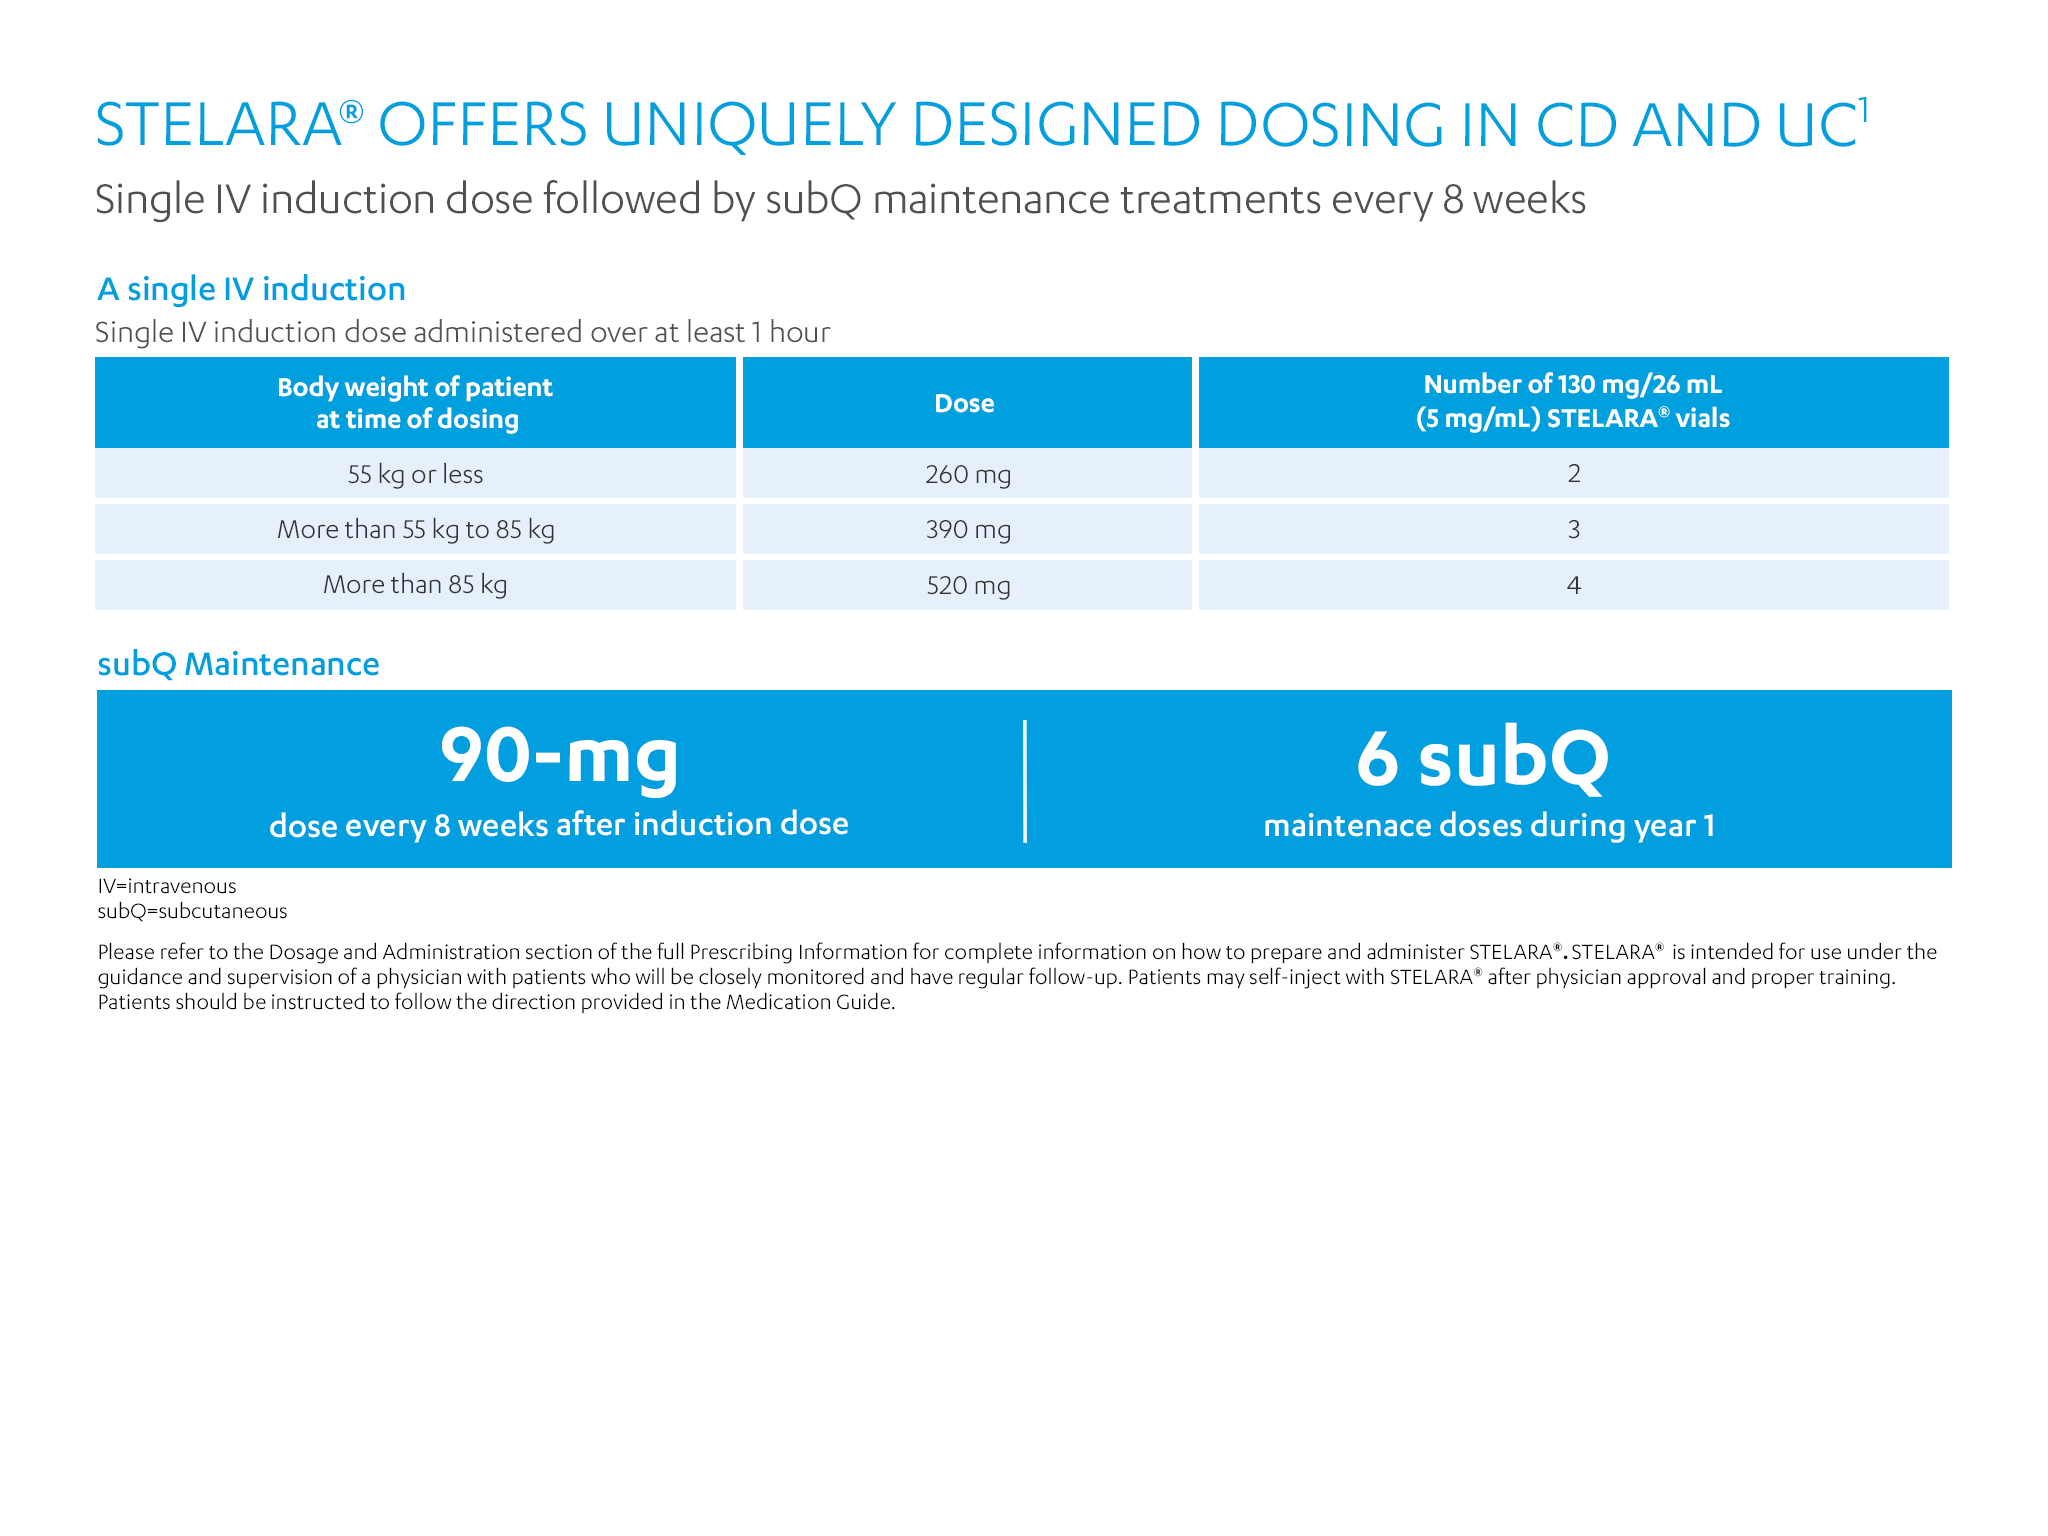 STELARA® OFFERS UNIQUELY DESIGNED DOSING IN CD AND UC¹
Single IV induction dose followed by subQ maintenance treatments every 8 weeks
A single IV induction
Single IV induction dose administered over at least 1 hour
Body weight of patient
at time of dosing
Dose
Number of 130 mg/26 mL
(5 mg/mL) STELARA® vials
55 kg or less
260 mg
2
More than 55 kg to 85 kg
390 mg
3
More than 85 kg
520 mg
4
subQ Maintenance
90-mg
dose every 8 weeks after induction dose
6 subQ
maintenace doses during year 1
IV=intravenous
subQ=subcutaneous
Please refer to the Dosage and Administration section of the full Prescribing Information for complete information on how to prepare and administer STELARA®. STELARA® is intended for use under the
guidance and supervision of a physician with patients who will be closely monitored and have regular follow-up. Patients may self-inject with STELARA® after physician approval and proper training.
Patients should be instructed to follow the direction provided in the Medication Guide.